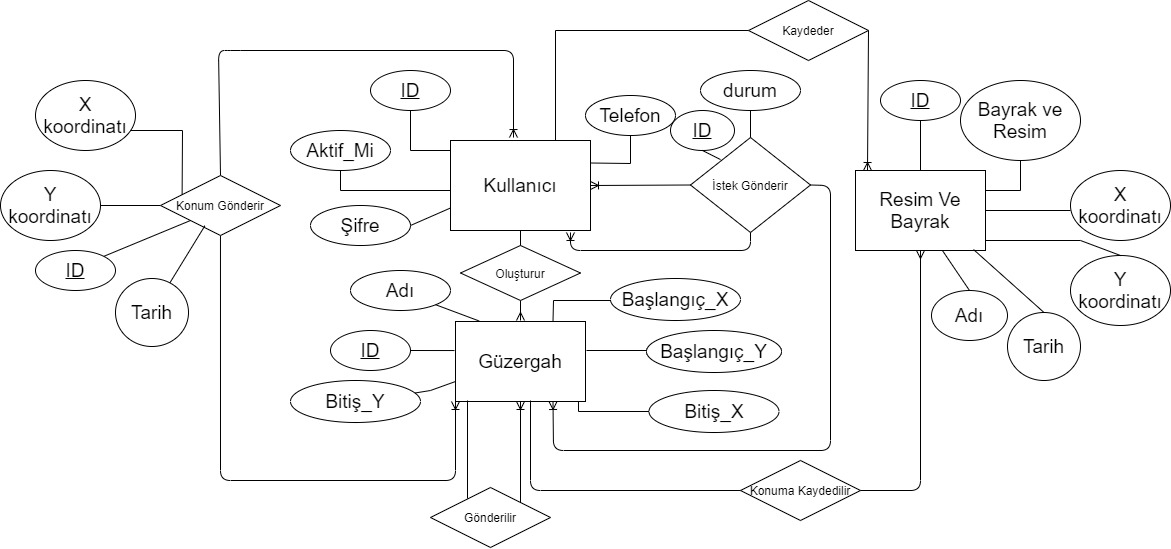 Kaydeder
X
koordinatı
ID
durum
Telefon
ID
ID
Bayrak ve
Resim
Aktif_Mi
Kullanıcı
İstek Gönderir
Y
koordinatı
Konum Gönderir
Resim Ve
Bayrak
X
koordinatı
Şifre
ID
Oluşturur
Tarih
Adı
Başlangıç_X
Y
koordinatı
Adı
Tarih
ID
Güzergah
Başlangıç_Y
Bitiş_Y
Bitiş_X
Gönderilir
Konuma Kaydedilir